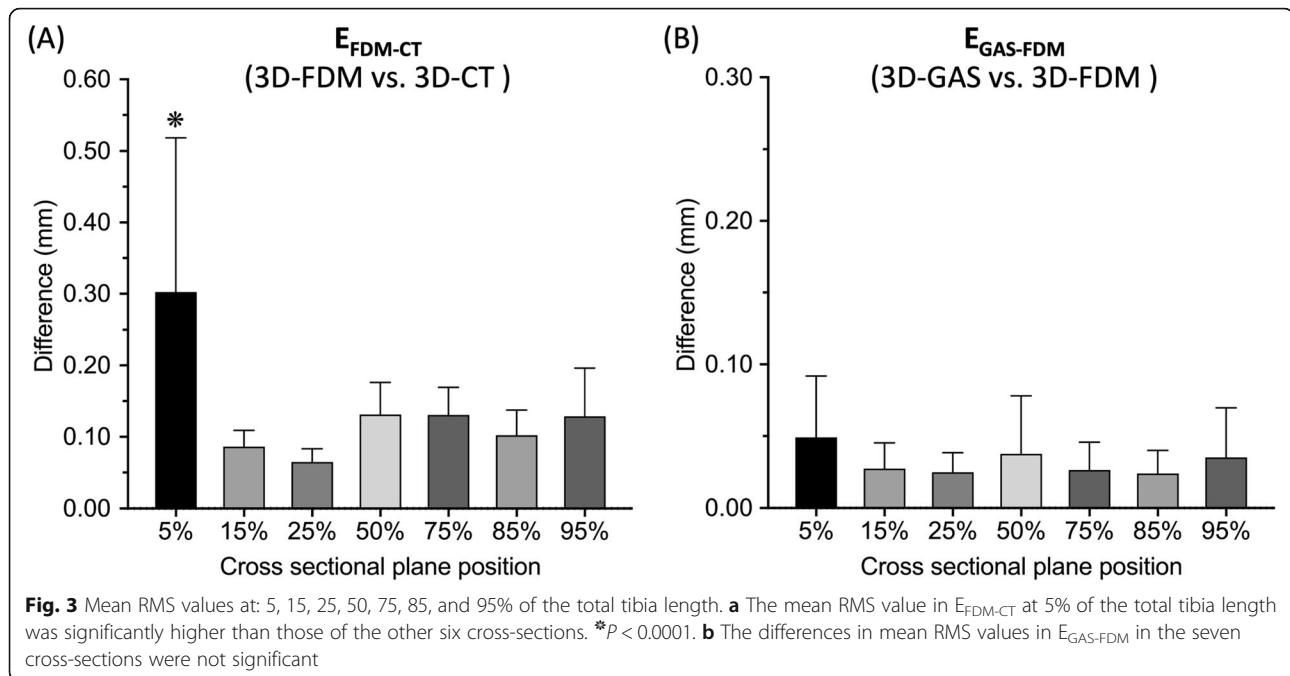 (A)
E_FDM-CT
(3D-FDM vs. 3D-CT )
0.60
0.50
0.40
0.30
0.20
0.10
0.00
Difference (mm)
*
5% 15% 25% 50% 75% 85% 95%
Cross sectional plane position
(B)
E_GAS-FDM
(3D-GAS vs. 3D-FDM )
0.30
0.20
0.10
0.00
Difference (mm)
5% 15% 25% 50% 75% 85% 95%
Cross sectional plane position
Fig. 3 Mean RMS values at: 5, 15, 25, 50, 75, 85, and 95% of the total tibia length. a The mean RMS value in E_FDM-CT at 5% of the total tibia length
was significantly higher than those of the other six cross-sections. *P < 0.0001. b The differences in mean RMS values in E_GAS-FDM in the seven
cross-sections were not significant